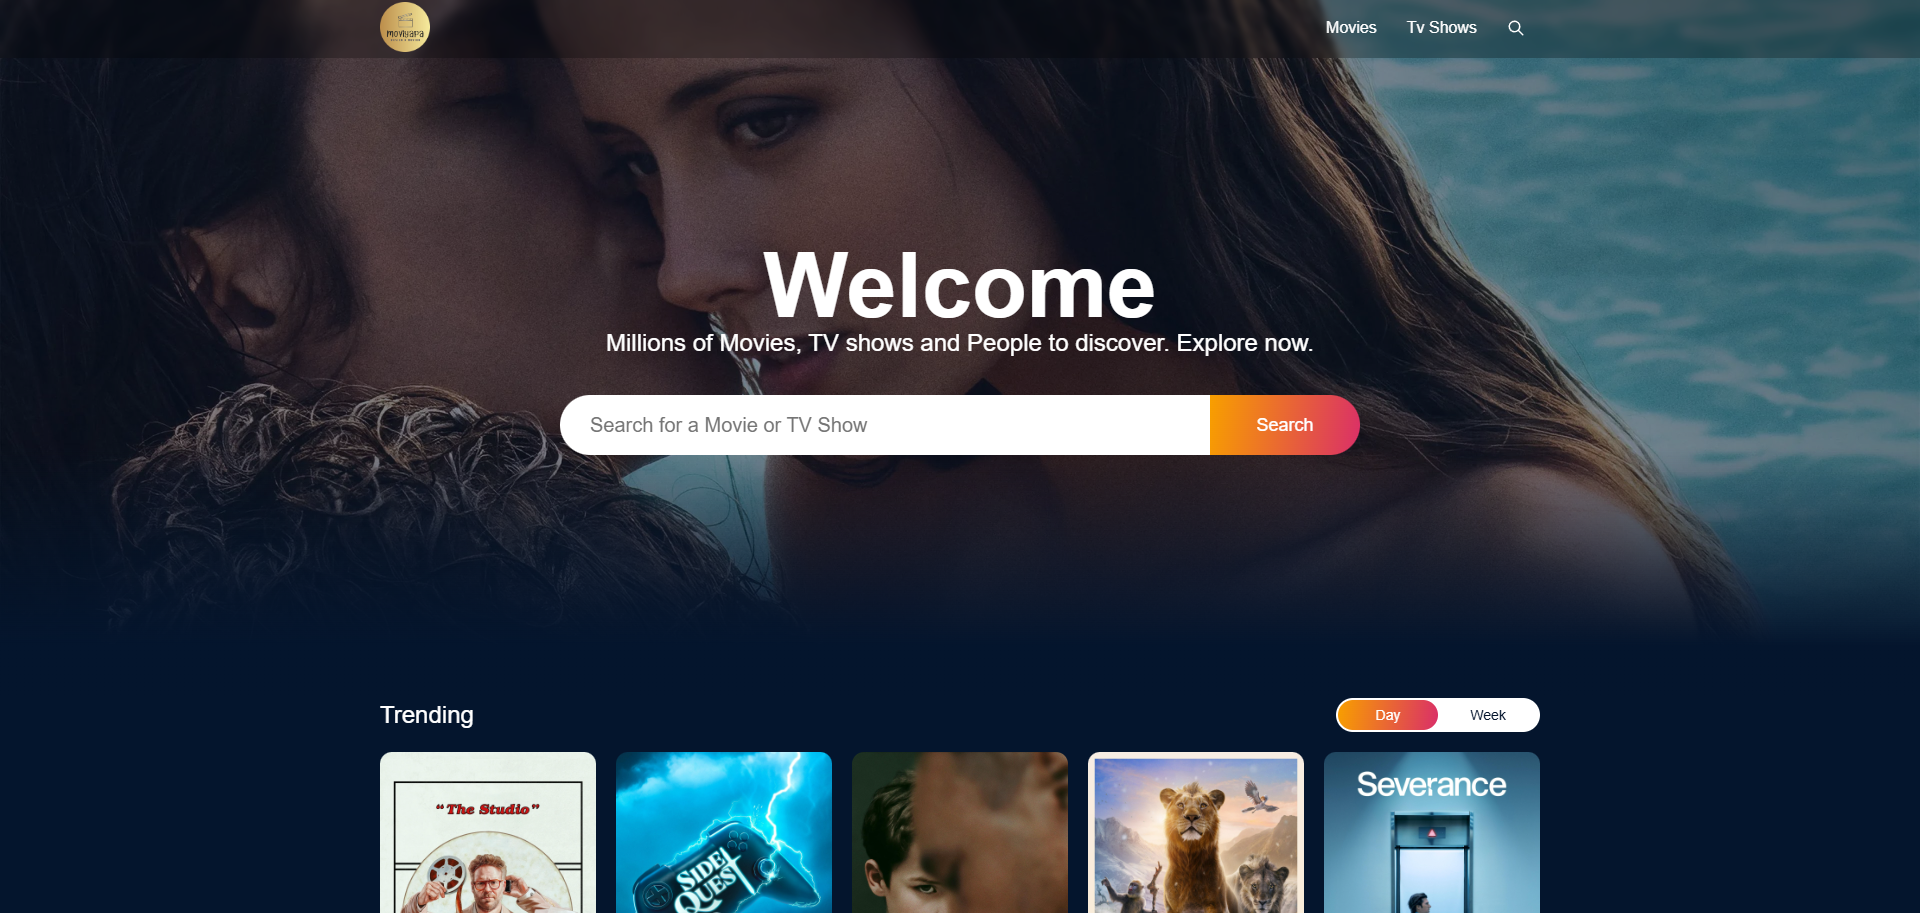 moviyapa
Movies
Tv Shows
Welcome
Millions of Movies, TV shows and People to discover. Explore now.
Search for a Movie or TV Show
Search
Trending
Day
Week
"The Studio"
SIDE
QUEST
Severance